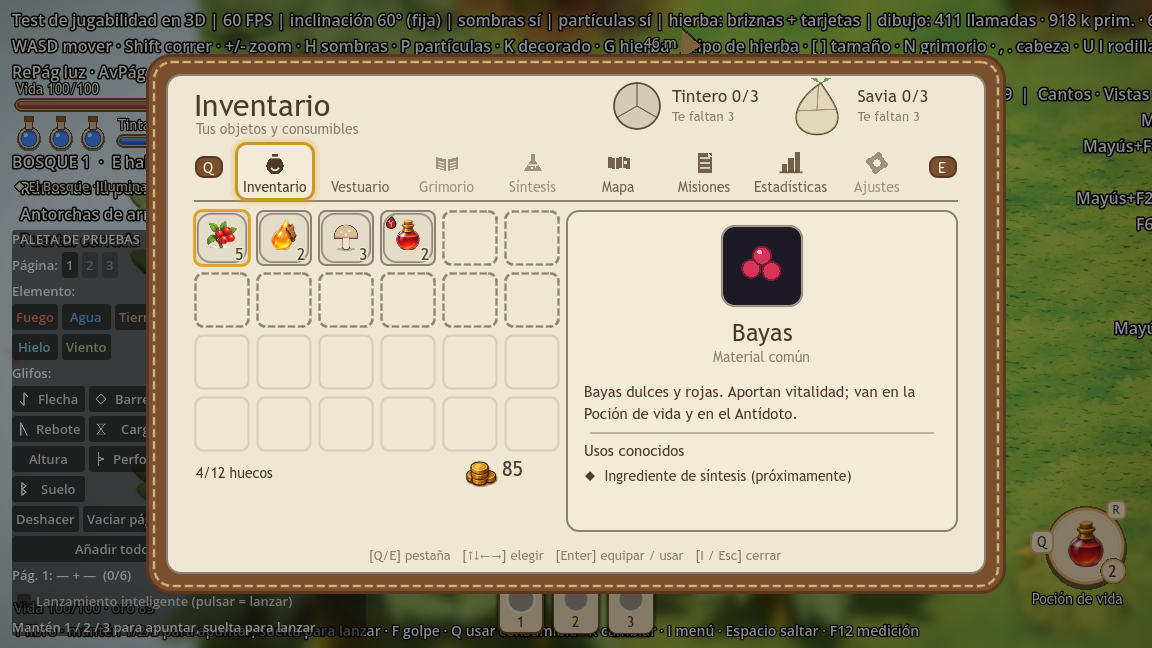 Test de jugabilidad en 3D | 60 FPS | inclinación 60° (fija) | sombras sí | partículas sí | hierba: briznas + tarjetas | dibujo: 411 llamadas · 918 k prim. ·
WASD mover · Shift correr · +/- zoom · H sombras · P partículas · K decorado · G tipo de hierba · [ ] tamaño · N grimorio · , . cabeza · U I
46 m
RePág luz ·
| Cantos · Vistas
Vida 100/100
Mayús+F
Mayús+F2
F6
BOSQUE 1 · E
Antorchas de
PALETA DE PRUEBAS
Página: 1 2 3
Elemento:
Fuego Agua
Hielo Viento
Glifos:
Flecha
Rebote
Altura
Suelo
Deshacer Vaciar
Añadir todo
Pág. 1: — + — (0/6)
Lanzamiento inteligente (pulsar = lanzar)
Mantén 1 / 2 / 3 para apuntar, suelta para lanzar
· F golpe · Q usar · I menú · Espacio saltar · F12 medición
Inventario
Tus objetos y consumibles
Tintero 0/3
Te faltan 3
Savia 0/3
Te faltan 3
Q
Inventario
Vestuario
Grimorio
Síntesis
Mapa
Misiones
Estadísticas
Ajustes
E
5
2
3
2
4/12 huecos
85
Bayas
Material común
Bayas dulces y rojas. Aportan vitalidad; van en la
Poción de vida y en el Antídoto.
Usos conocidos
Ingrediente de síntesis (próximamente)
[Q/E] pestaña [↑↓←→] elegir [Enter] equipar / usar [I / Esc] cerrar
1
2
3
R
Q
2
Poción de vida